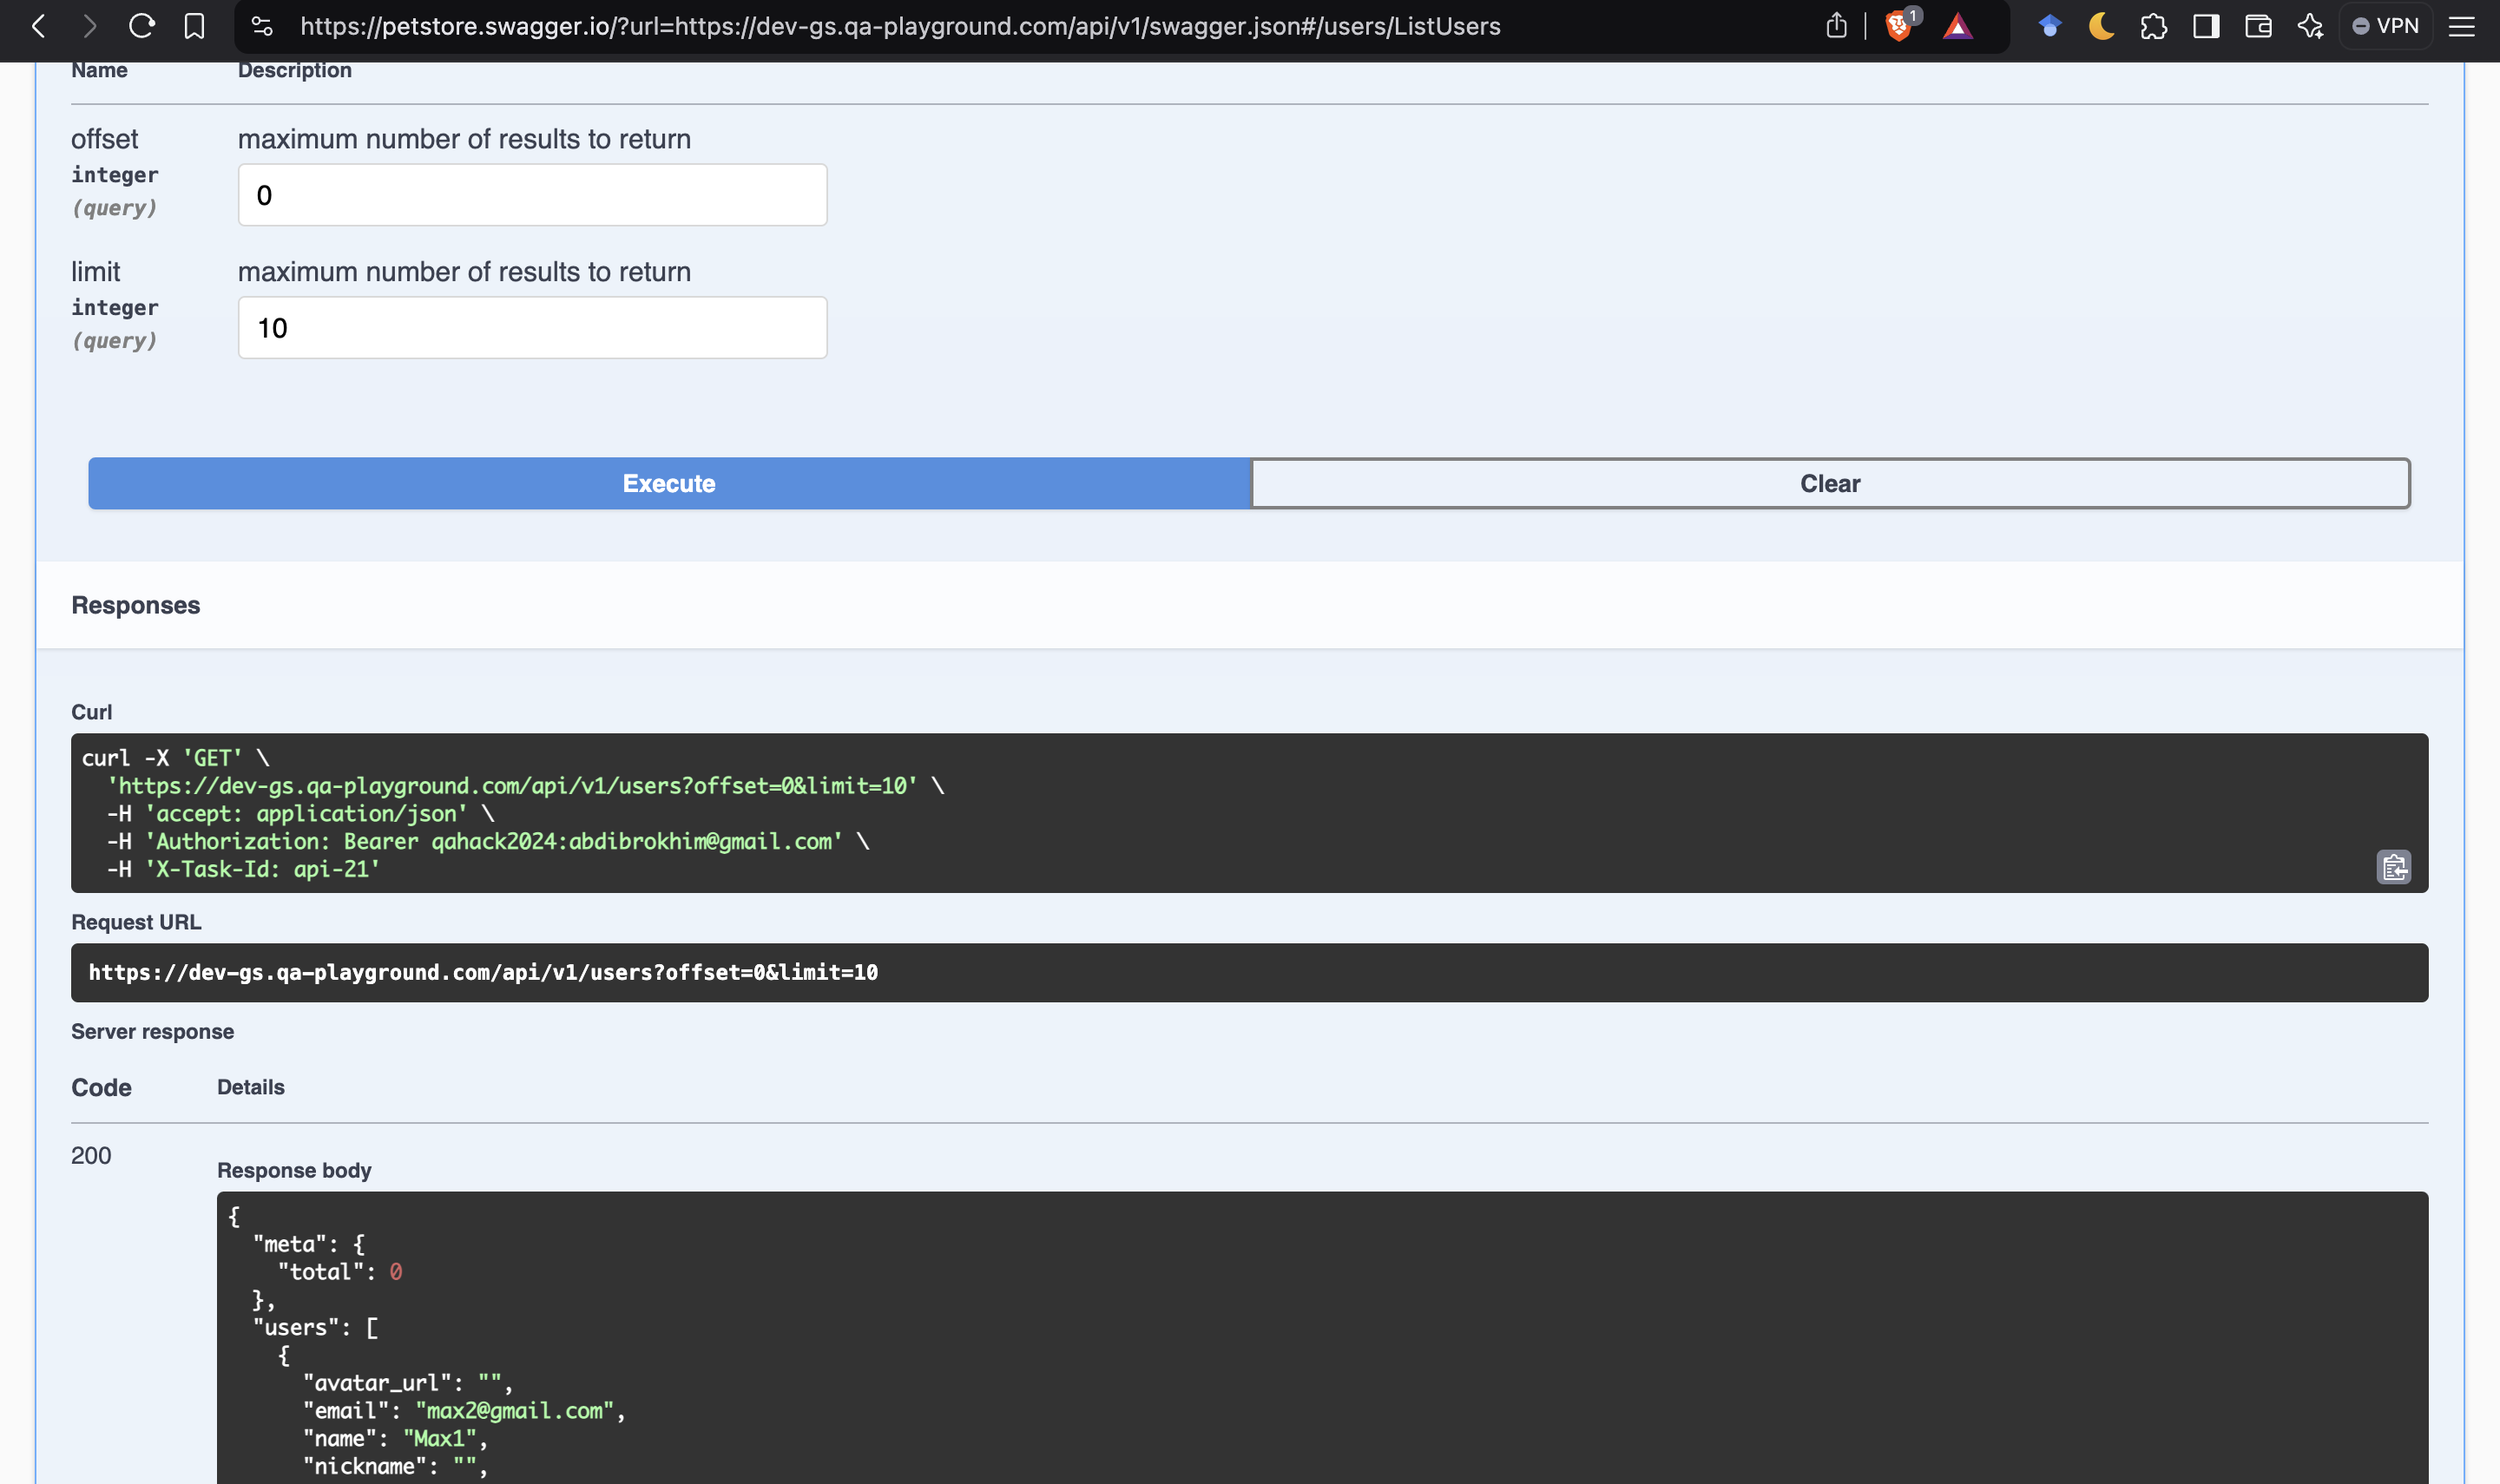 https://petstore.swagger.io/?url=https://dev-gs.qa-playground.com/api/v1/swagger.json#/users/ListUsers
1
VPN
Name Description
offset maximum number of results to return
integer
(query)
0
limit maximum number of results to return
integer
(query)
10
Execute Clear
Responses
Curl
curl -X 'GET' \
'https://dev-gs.qa-playground.com/api/v1/users?offset=0&limit=10' \
-H 'accept: application/json' \
-H 'Authorization: Bearer qahack2024:abdibrokhim@gmail.com' \
-H 'X-Task-Id: api-21'
Request URL
https://dev-gs.qa-playground.com/api/v1/users?offset=0&limit=10
Server response
Code Details
200
Response body
{
"meta": {
"total": 0
},
"users": [
{
"avatar_url": "",
"email": "max2@gmail.com",
"name": "Max1",
"nickname": "",